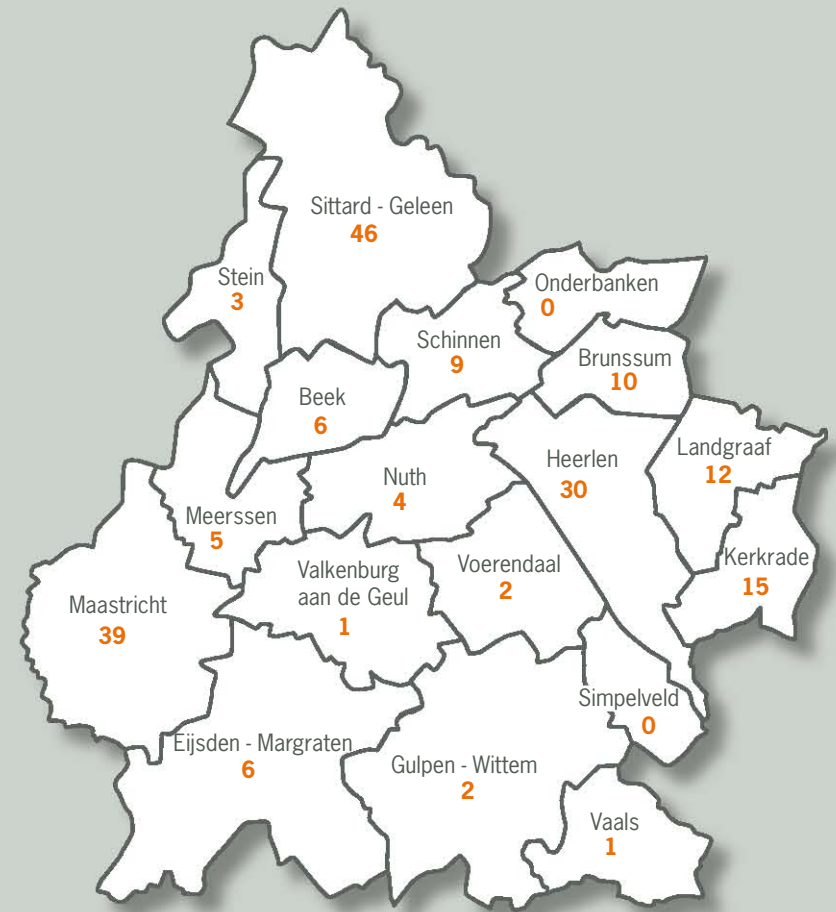 Sittard - Geleen
46
Stein
3
Onderbanken
0
Schinnen
9
Brunssum
10
Beek
6
Landgraaf
12
Heerlen
30
Nuth
4
Meerssen
5
Kerkrade
15
Voerendaal
2
Valkenburg
aan de Geul
1
Maastricht
39
Simpelveld
0
Eijsden - Margraten
6
Gulpen - Wittem
2
Vaals
1